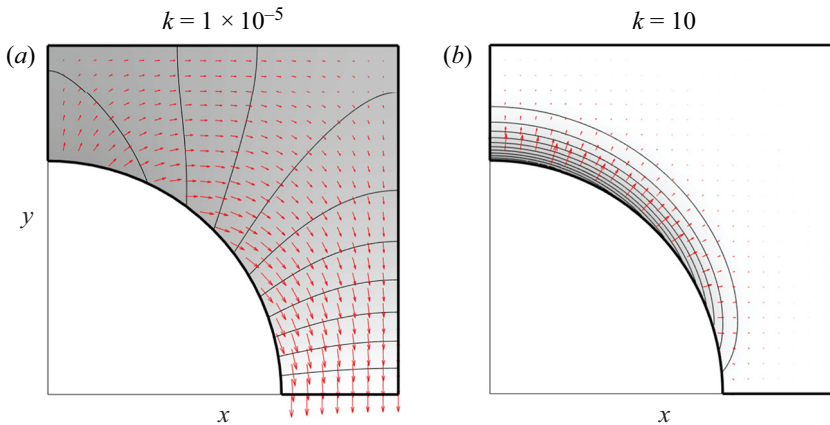 k = 1 × 10⁻⁵ k = 10
(a) (b)
y
x x